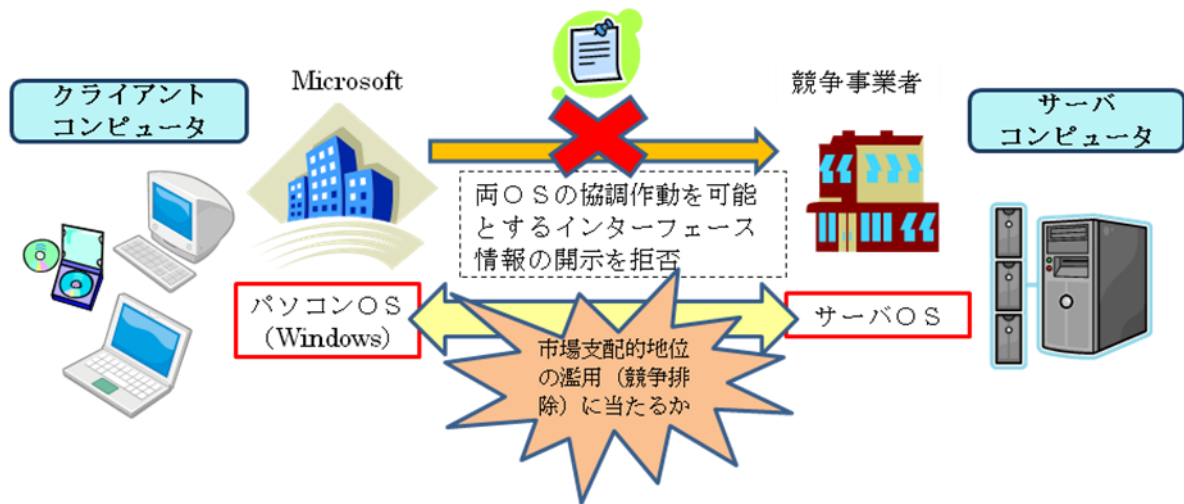 クライアント
コンピュータ
Microsoft
競争事業者
サーバ
コンピュータ
両ＯＳの協調作動を可能
とするインターフェース
情報の開示を拒否
パソコンＯＳ
（Windows）
サーバＯＳ
市場支配的地位
の濫用（競争排
除）に当たるか